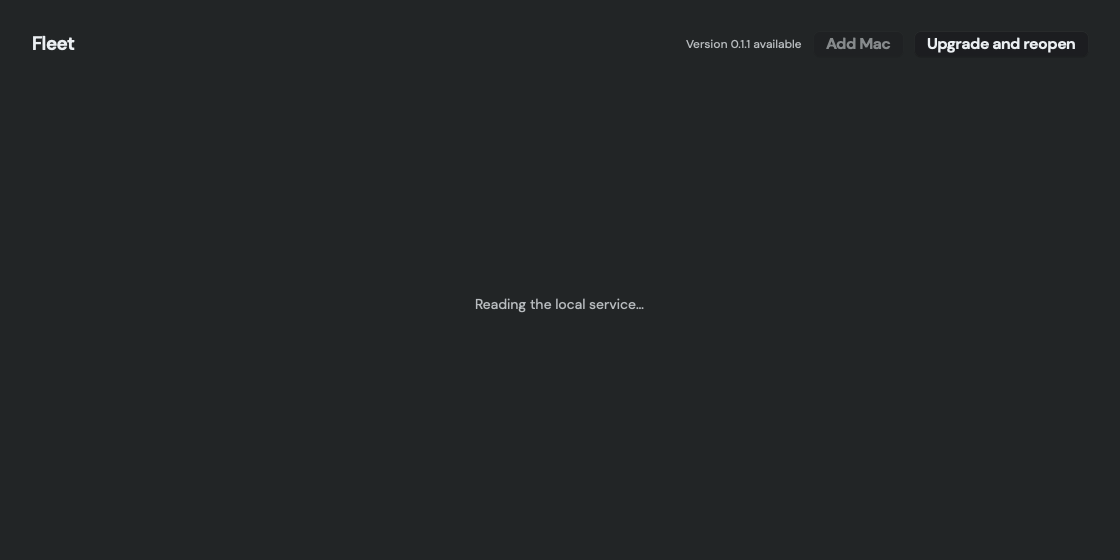 Fleet
Version 0.1.1 available
Add Mac
Upgrade and reopen
Reading the local service...